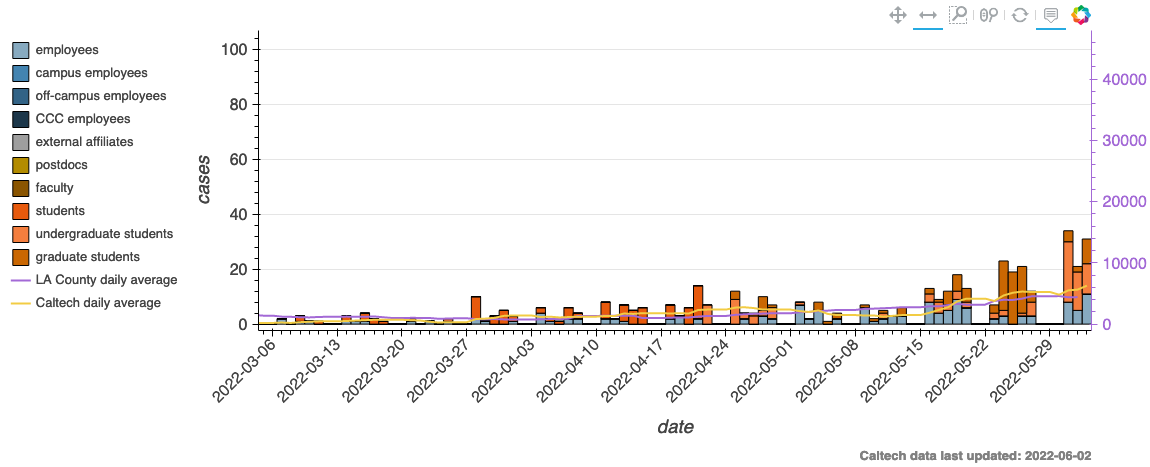 employees
campus employees
off-campus employees
CCC employees
external affiliates
postdocs
faculty
students
undergraduate students
graduate students
LA County daily average
Caltech daily average
cases
100
80
60
40
20
0
40000
30000
20000
10000
0
2022-03-06
2022-03-13
2022-03-20
2022-03-27
2022-04-03
2022-04-10
2022-04-17
2022-04-24
2022-05-01
2022-05-08
2022-05-15
2022-05-22
2022-05-29
date
Caltech data last updated: 2022-06-02